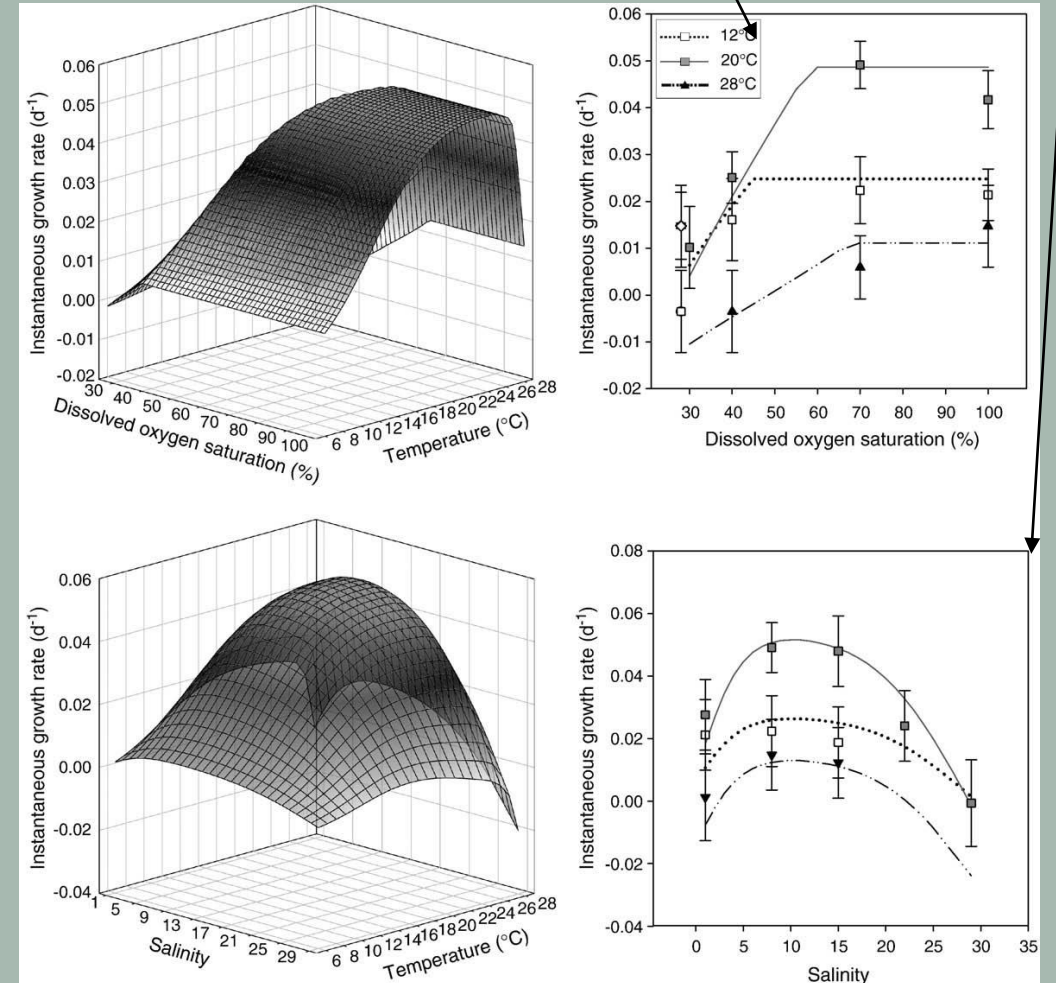 Instantaneous growth rate (d-1)
0.06
0.05
0.04
0.03
0.02
0.01
0.00
-0.01
-0.02
30 40 50 60 70 80 90 100
Dissolved oxygen saturation (%)
6 8 10 12 14 16 18 20 22 24 26 28
Temperature (°C)
Instantaneous growth rate (d-1)
0.06
0.05
0.04
0.03
0.02
0.01
0.00
-0.01
-0.02
12°C
20°C
28°C
30 40 50 60 70 80 90 100
Dissolved oxygen saturation (%)
Instantaneous growth rate (d-1)
0.06
0.04
0.02
0.00
-0.02
-0.04
1 5 9 13 17 21 25 29
Salinity
6 8 10 12 14 16 18 20 22 24 26 28
Temperature (°C)
Instantaneous growth rate (d-1)
0.08
0.06
0.04
0.02
0.00
-0.02
-0.04
0 5 10 15 20 25 30 35
Salinity